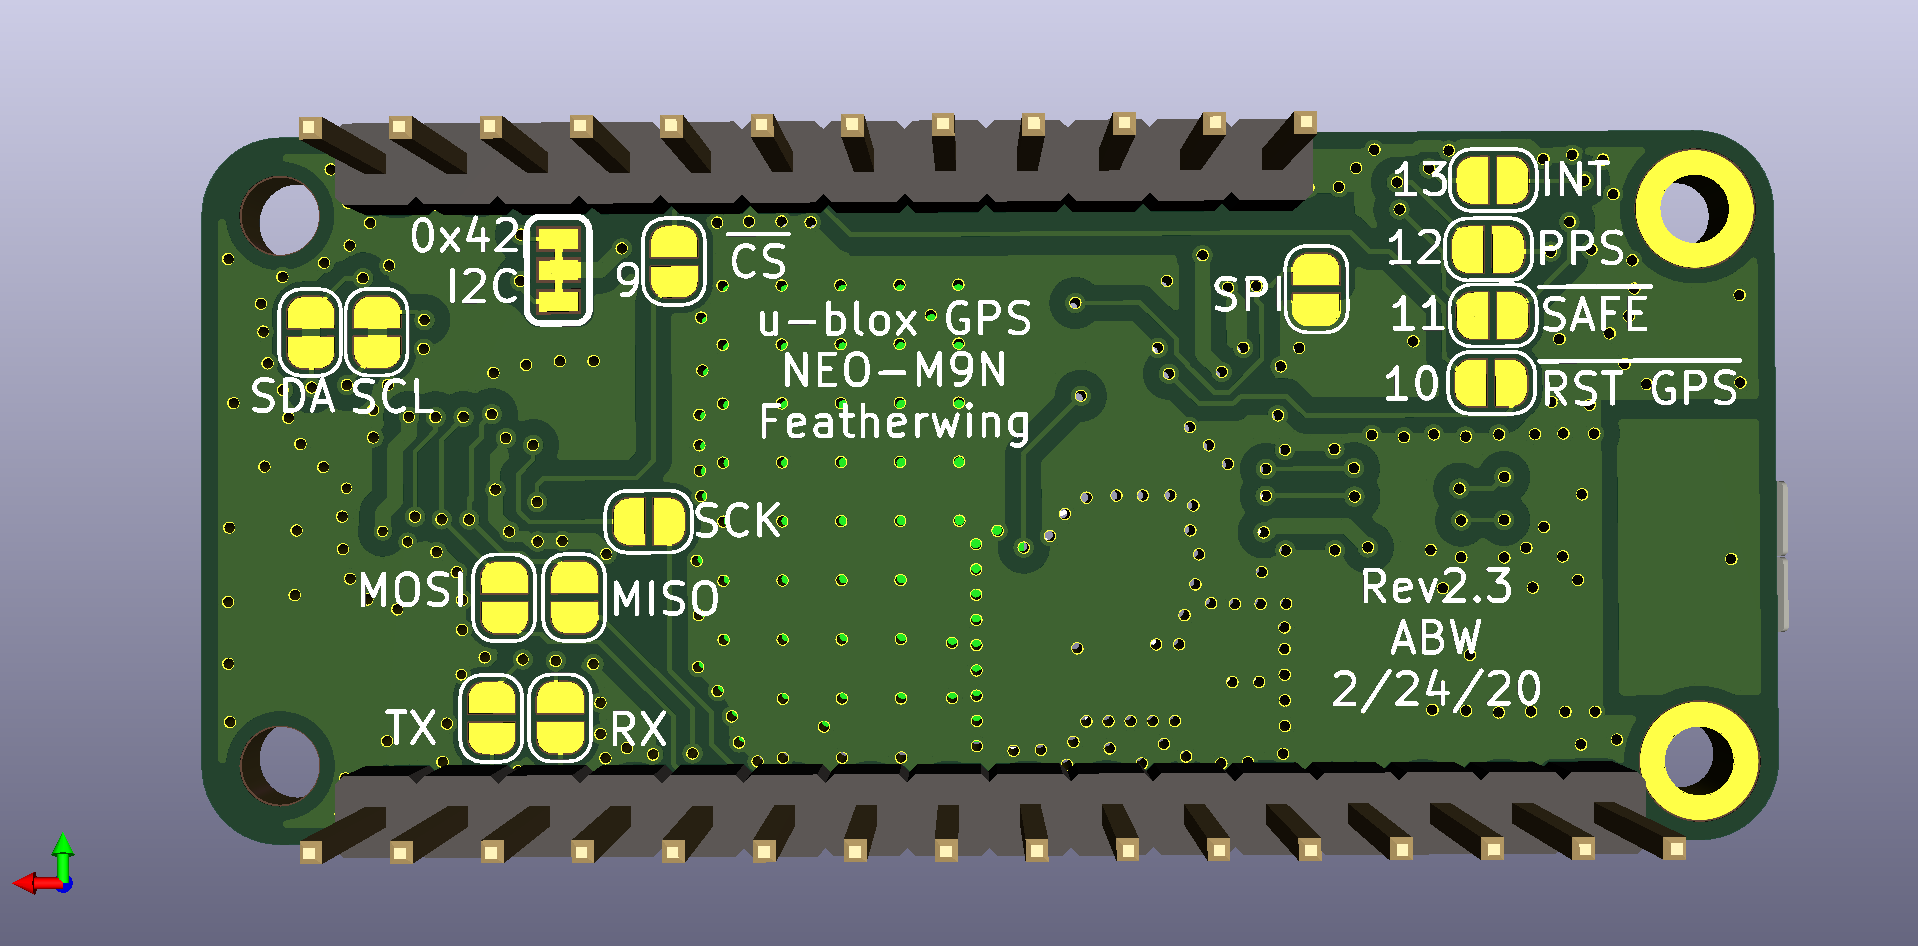 0x42
I2C
9
CS
SDA
SCL
u-blox GPS
NEO-M9N
Featherwing
SPI
13
INT
12
PPS
11
SAFE
10
RST GPS
SCK
MOSI
MISO
TX
RX
Rev2.3
ABW
2/24/20